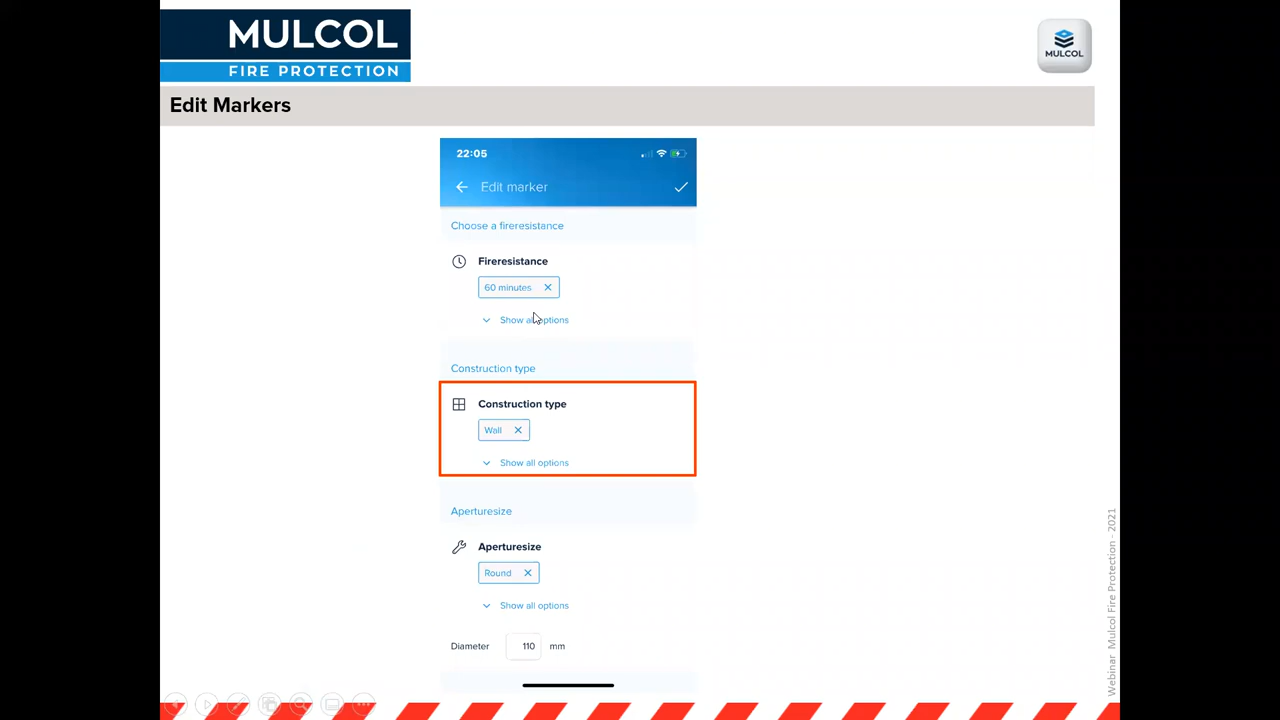 MULCOL
FIRE PROTECTION
MULCOL
Edit Markers
22:05
Edit marker
Choose a fireresistance
Fireresistance
60 minutes
Show all options
Construction type
Construction type
Wall
Show all options
Aperturesize
Aperturesize
Round
Show all options
Diameter 110 mm
Webinar Mulcol Fire Protection - 2021